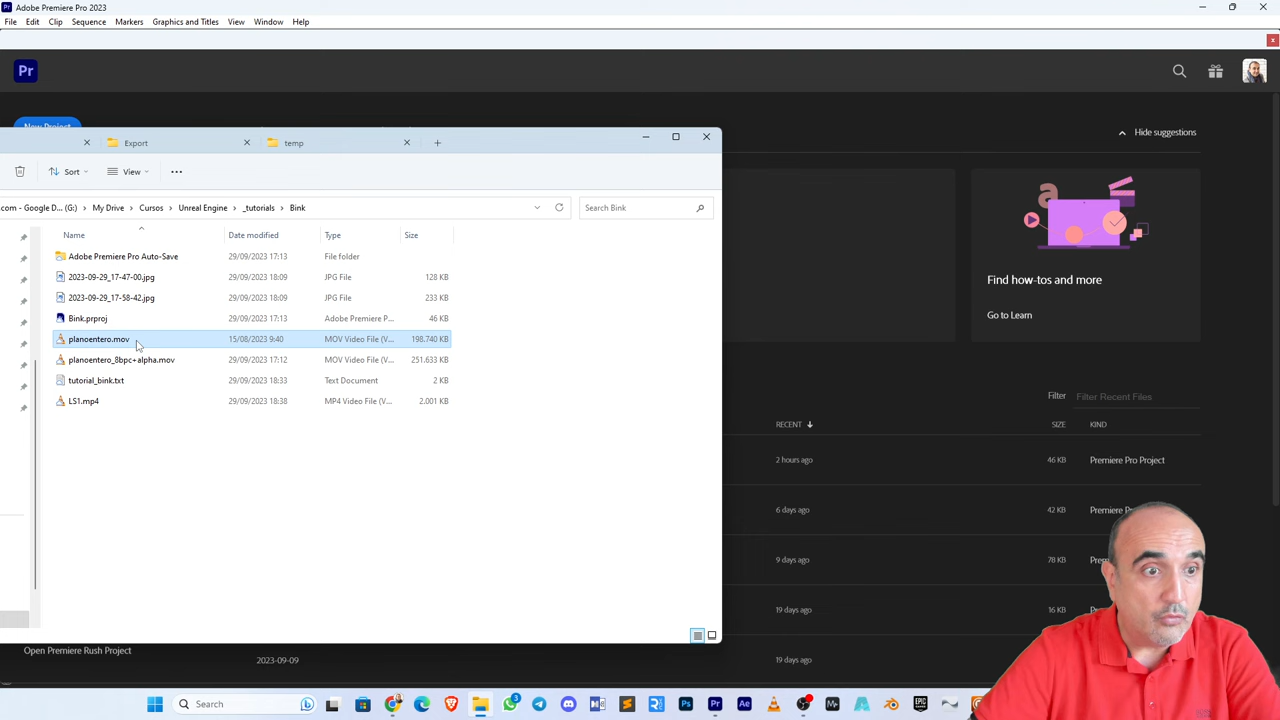 Adobe Premiere Pro 2023
File Edit Clip Sequence Markers Graphics and Titles View Window Help
Pr
Hide suggestions
Export temp
Sort View
.com - Google D... (G:) My Drive Cursos Unreal Engine _tutorials Bink
Search Bink
Name Date modified Type Size
Adobe Premiere Pro Auto-Save 29/09/2023 17:13 File folder
2023-09-29_17-47-00.jpg 29/09/2023 18:09 JPG File 128 KB
2023-09-29_17-58-42.jpg 29/09/2023 18:09 JPG File 233 KB
Bink.prproj 29/09/2023 17:13 Adobe Premiere P... 46 KB
planoentero.mov 15/08/2023 9:40 MOV Video File (V... 198.740 KB
planoentero_8bpc+alpha.mov 29/09/2023 17:12 MOV Video File (V... 251.633 KB
tutorial_bink.txt 29/09/2023 18:33 Text Document 2 KB
LS1.mp4 29/09/2023 18:38 MP4 Video File (V... 2.001 KB
Find how-tos and more
Go to Learn
Filter Filter Recent Files
RECENT SIZE KIND
2 hours ago 46 KB Premiere Pro Project
6 days ago 42 KB
9 days ago 78 KB
19 days ago 16 KB
19 days ago
Open Premiere Rush Project
2023-09-09
Search
3
Ps Pr Ae